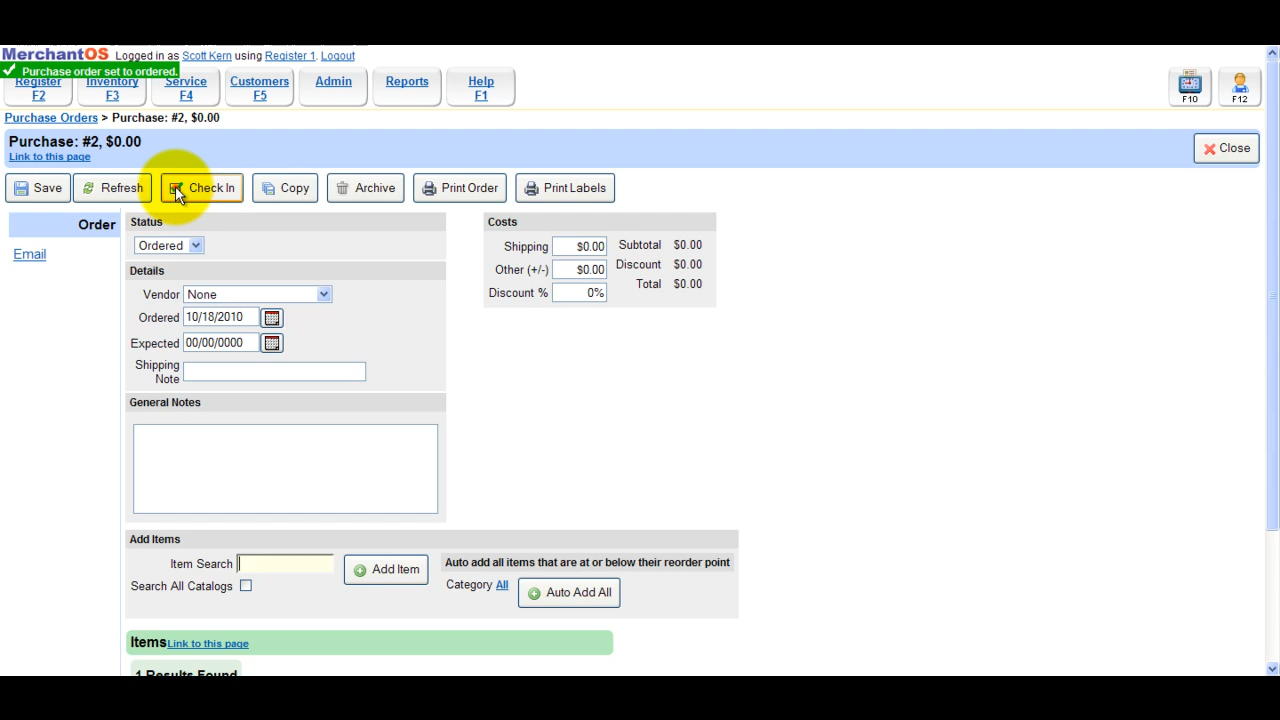 MerchantOS Logged in as Scott Kern using Register 1. Logout
Purchase order set to ordered.
Register F2
Inventory F3
Service F4
Customers F5
Admin
Reports
Help F1
F10
F12
Purchase Orders > Purchase: #2, $0.00
Purchase: #2, $0.00
Link to this page
Close
Save
Refresh
Check In
Copy
Archive
Print Order
Print Labels
Order
Email
Status
Ordered
Details
Vendor None
Ordered 10/18/2010
Expected 00/00/0000
Shipping Note
General Notes
Costs
Shipping $0.00 Subtotal $0.00
Other (+/-) $0.00 Discount $0.00
Discount % 0% Total $0.00
Add Items
Item Search
Add Item
Search All Catalogs
Auto add all items that are at or below their reorder point
Category All
Auto Add All
Items Link to this page
1 Results Found